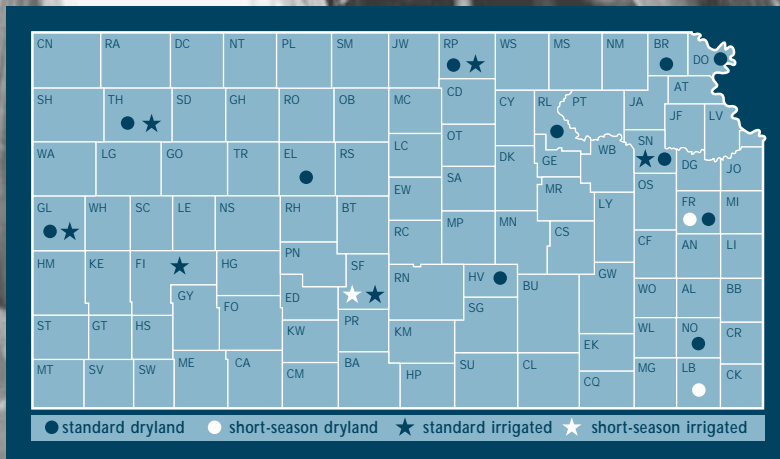 CN RA DC NT PL SM JW RP WS MS NM BR DO
SH TH SD GH RO OB MC CD CY RL PT JA AT
JF LV
WA LG GO TR EL RS LC OT DK GE WB SN DG JO
GL WH SC LE NS RH BT EW SA MR LY OS FR MI
HM KE FI HG PN SF RC MP MN CS CF AN LI
GY FO ED RN HV SG BU GW WO AL BB
ST GT HS KW PR KM EK WL NO CR
MT SV SW ME CA CM BA HP SU CL CQ MG LB CK
standard dryland short-season dryland standard irrigated short-season irrigated